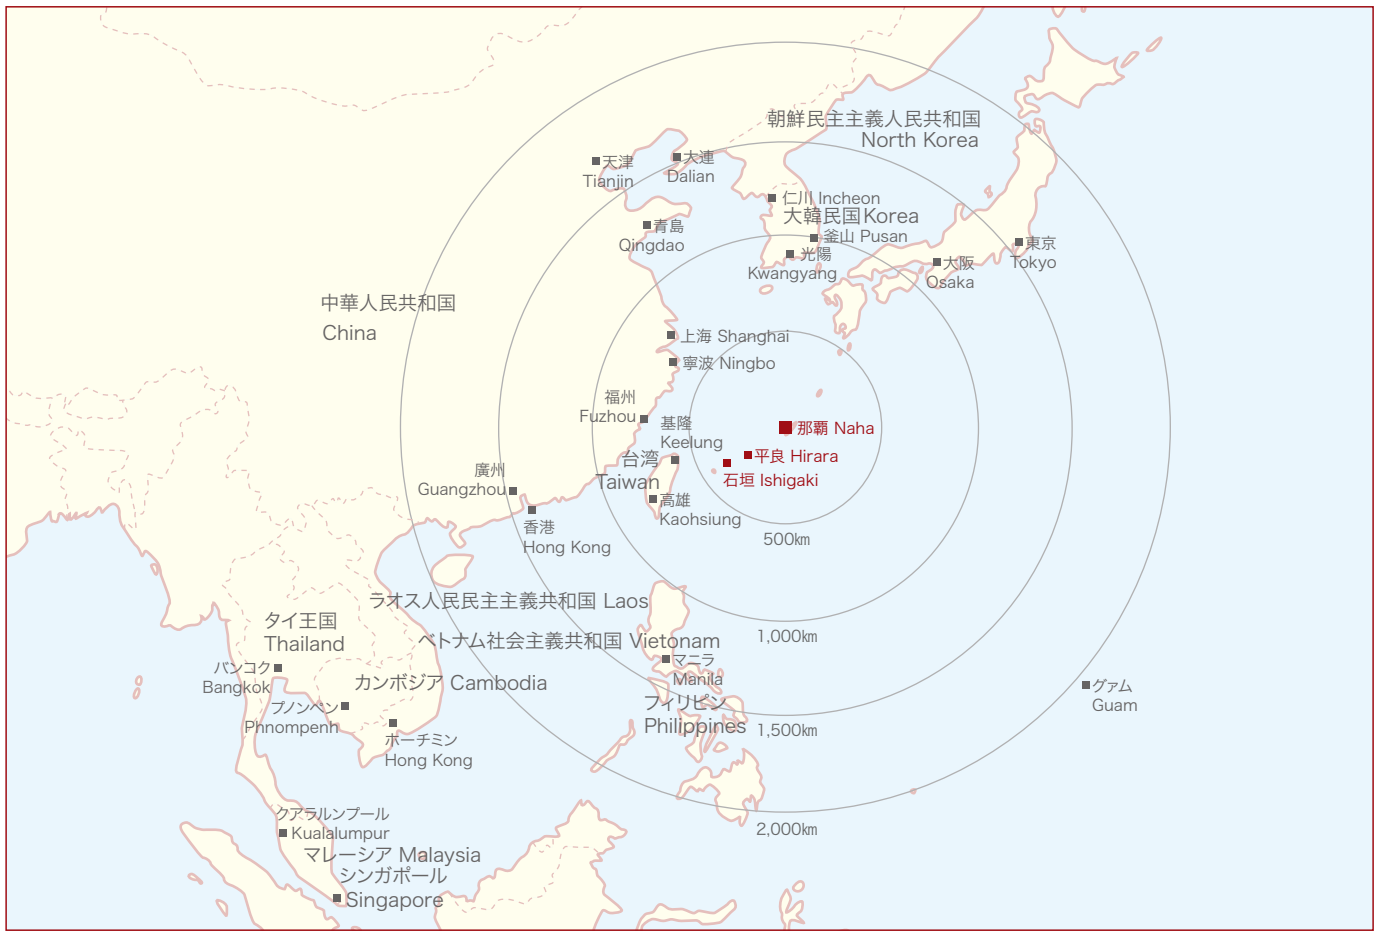 朝鮮民主主義人民共和国
North Korea
天津
Tianjin
大連
Dalian
仁川 Incheon
大韓民国Korea
青島
Qingdao
釜山 Pusan
光陽
Kwangyang
東京
Tokyo
大阪
Osaka
中華人民共和国
China
上海 Shanghai
寧波 Ningbo
福州
Fuzhou
基隆
Keelung
那覇 Naha
平良 Hirara
石垣 Ishigaki
台湾
Taiwan
廣州
Guangzhou
高雄
Kaohsiung
香港
Hong Kong
500㎞
ラオス人民民主主義共和国 Laos
タイ王国
Thailand
ベトナム社会主義共和国 Vietonam
1,000㎞
バンコク
Bangkok
マニラ
Manila
カンボジア Cambodia
グァム
Guam
プノンペン
Phnompenh
フィリピン
Philippines
1,500㎞
ホーチミン
Hong Kong
クアラルンプール
Kualalumpur
2,000㎞
マレーシア Malaysia
シンガポール
Singapore